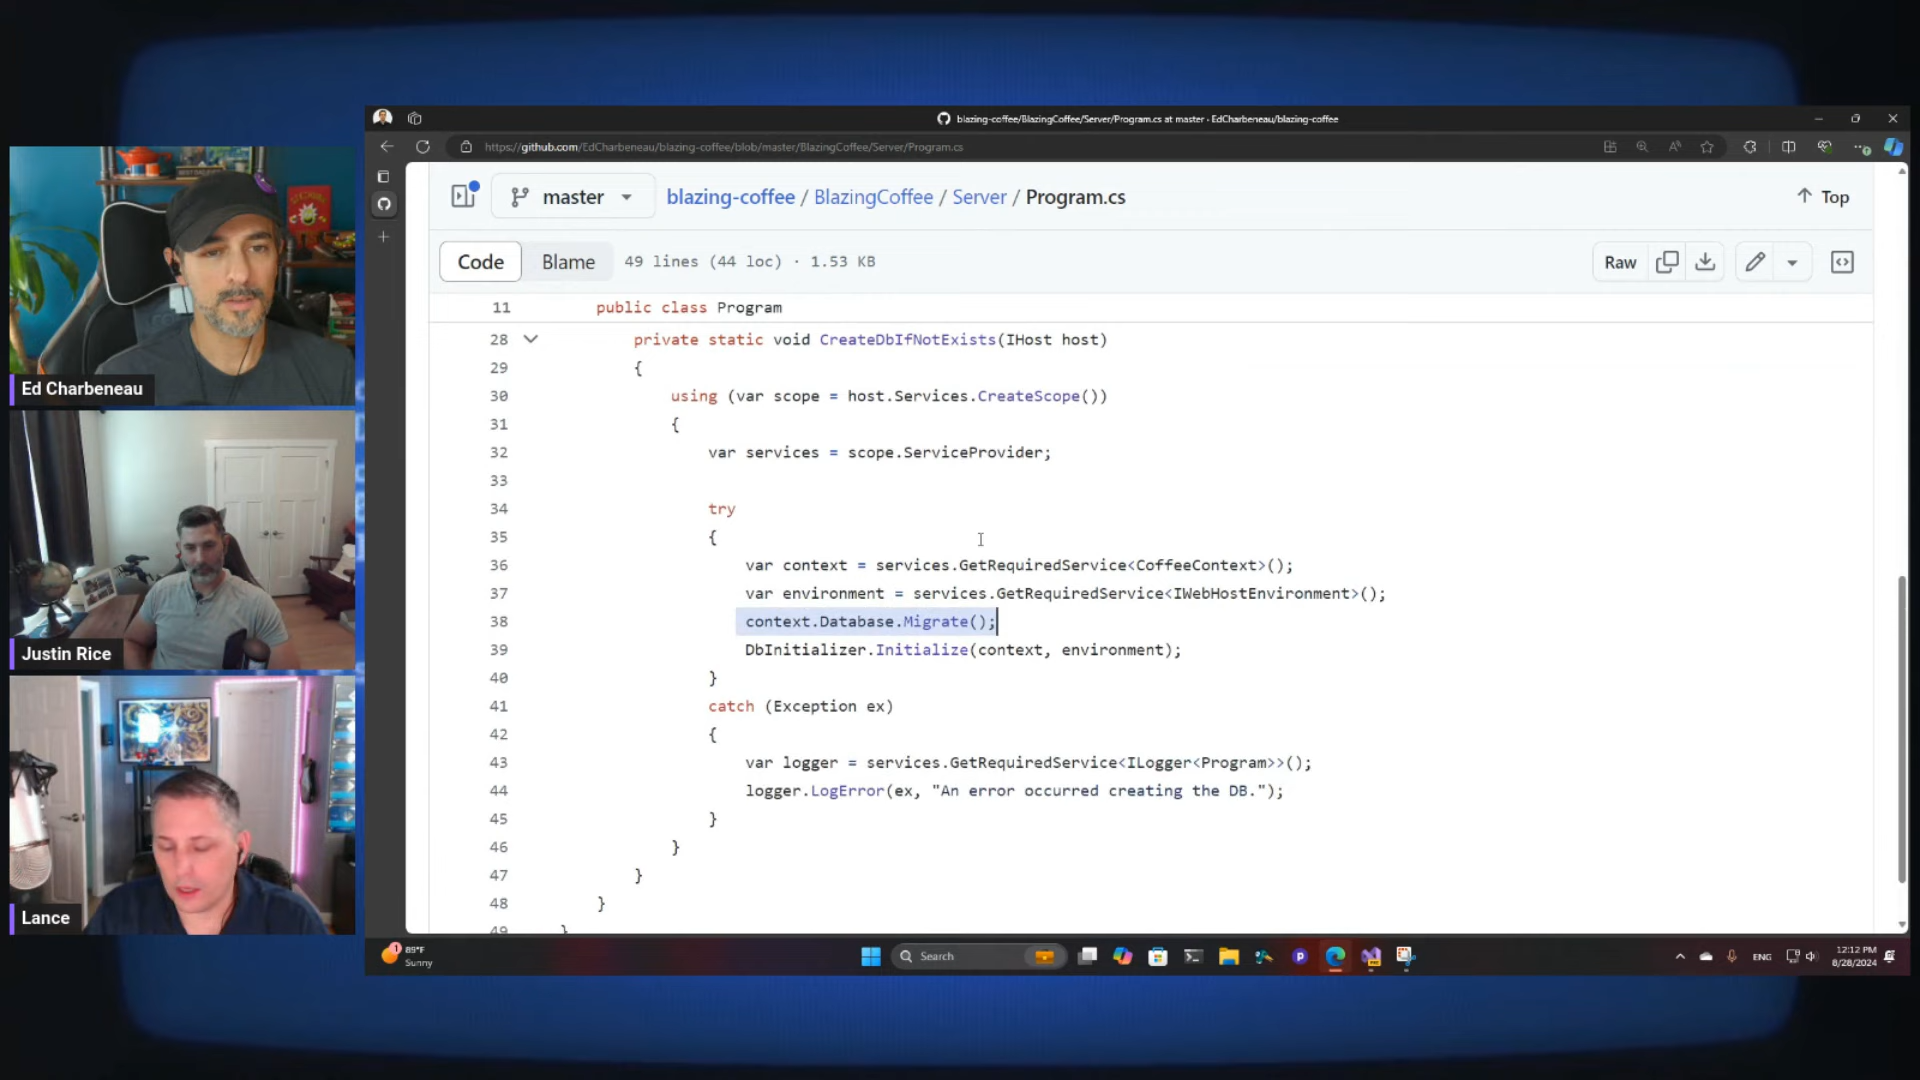 blazing-coffee/BlazingCoffee/Server/Program.cs at master · EdCharbeneau/blazing-coffee
https://github.com/EdCharbeneau/blazing-coffee/blob/master/BlazingCoffee/Server/Program.cs
master
blazing-coffee / BlazingCoffee / Server / Program.cs
Top
Code Blame 49 lines (44 loc) · 1.53 KB
Raw
11 public class Program
28 private static void CreateDbIfNotExists(IHost host)
29 {
30 using (var scope = host.Services.CreateScope())
31 {
32 var services = scope.ServiceProvider;
33
34 try
35 {
36 var context = services.GetRequiredService<CoffeeContext>();
37 var environment = services.GetRequiredService<IWebHostEnvironment>();
38 context.Database.Migrate();
39 DbInitializer.Initialize(context, environment);
40 }
41 catch (Exception ex)
42 {
43 var logger = services.GetRequiredService<ILogger<Program>>();
44 logger.LogError(ex, "An error occurred creating the DB.");
45 }
46 }
47 }
48 }
49 }
Ed Charbeneau
Justin Rice
Lance
1
89°F
Sunny
Search
ENG
12:12 PM
8/28/2024